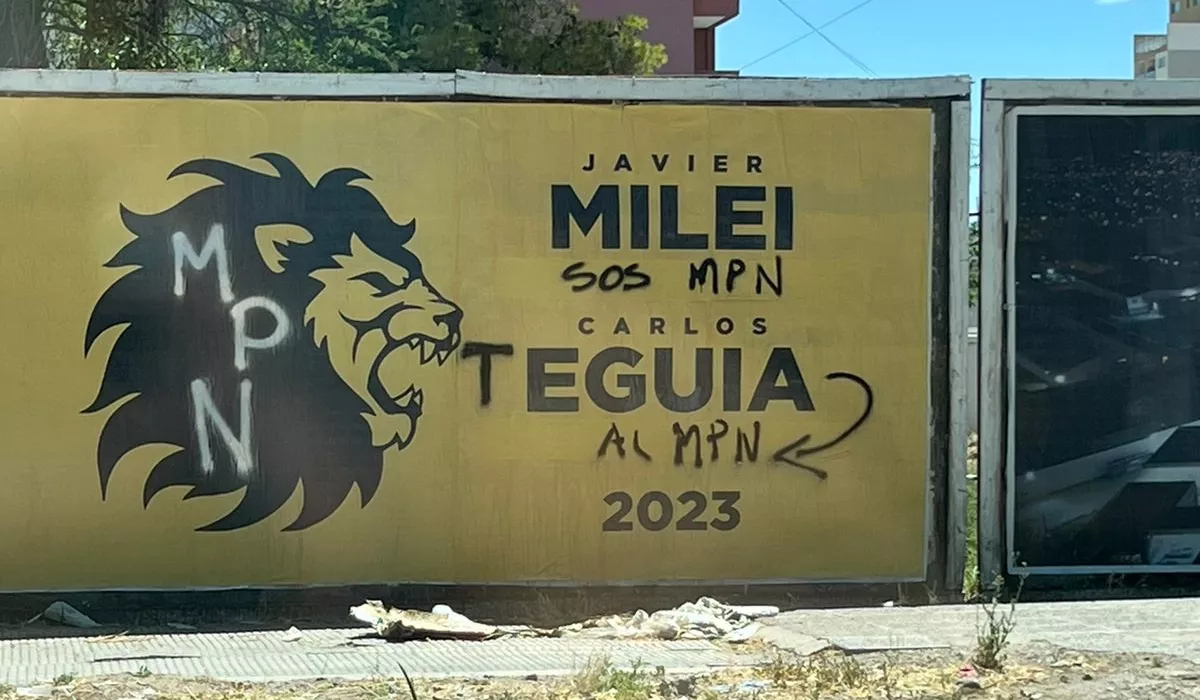 M
P
N
JAVIER
MILEI
SOS MPN
CARLOS
TEGUIA
AL MPN
2023